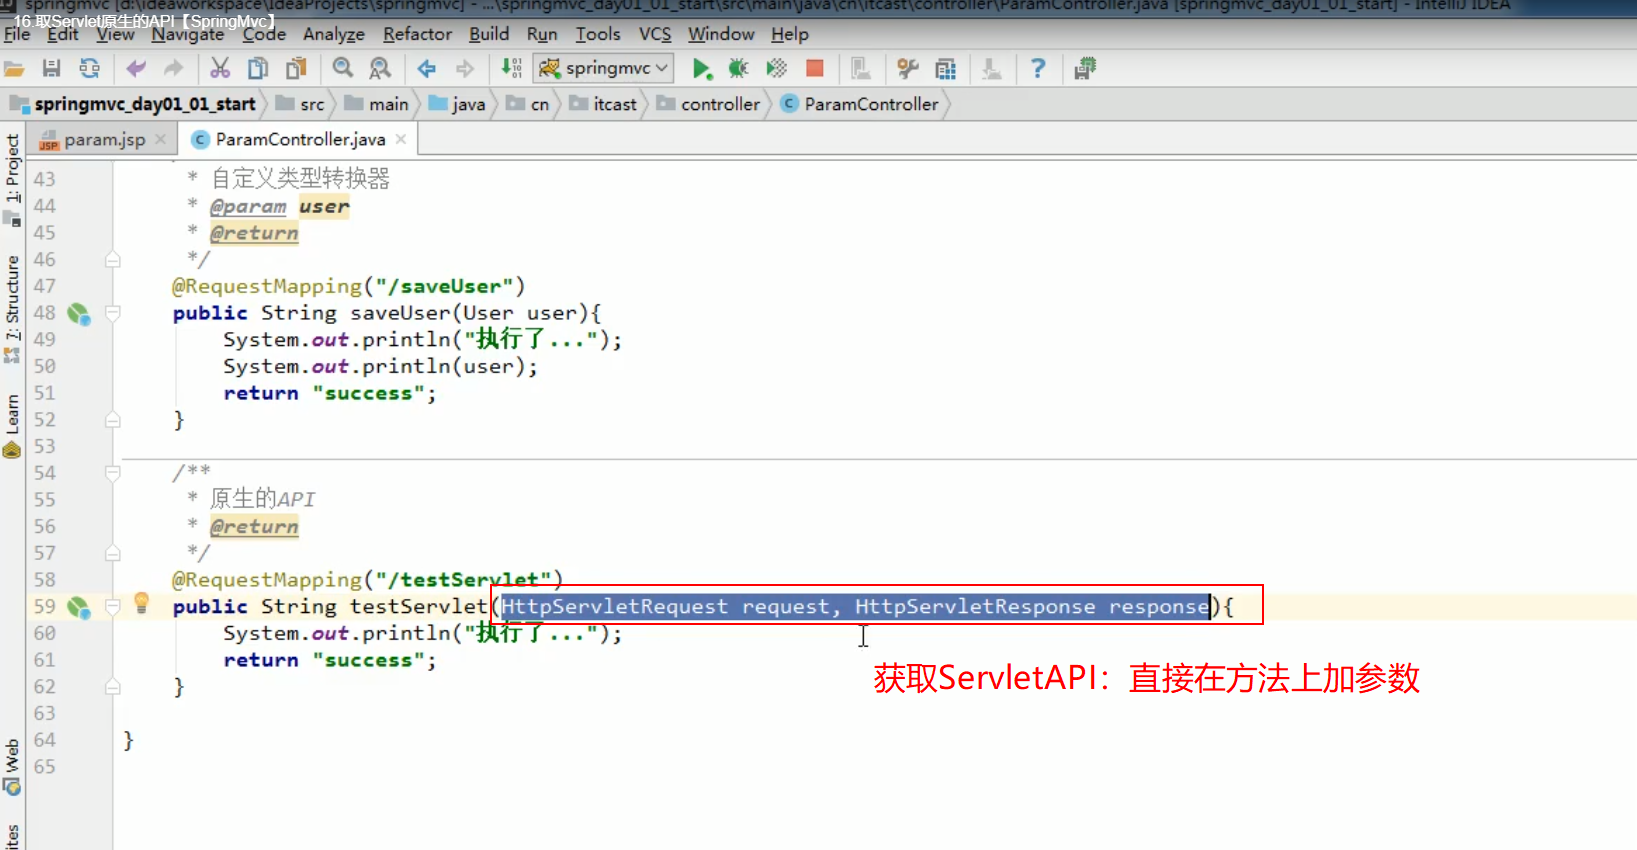 springmvc [d:\ideaworkspace\IdeaProjects\springmvc] - ...\springmvc_day01_01_start\src\main\java\cn\itcast\controller\ParamController.java [springmvc_day01_01_start] - IntelliJ IDEA
16.取Servlet原生的API【SpringMvc】
File Edit View Navigate Code Analyze Refactor Build Run Tools VCS Window Help
springmvc
springmvc_day01_01_start src main java cn itcast controller ParamController
param.jsp ParamController.java
1: Project
7: Structure
Learn
Web
43 * 自定义类型转换器
44 * @param user
45 * @return
46 */
47 @RequestMapping("/saveUser")
48 public String saveUser(User user){
49 System.out.println("执行了...");
50 System.out.println(user);
51 return "success";
52 }
53
54 /**
55 * 原生的API
56 * @return
57 */
58 @RequestMapping("/testServlet")
59 public String testServlet(HttpServletRequest request, HttpServletResponse response){
60 System.out.println("执行了...");
61 return "success";
62 }
63
64 }
65
获取ServletAPI：直接在方法上加参数